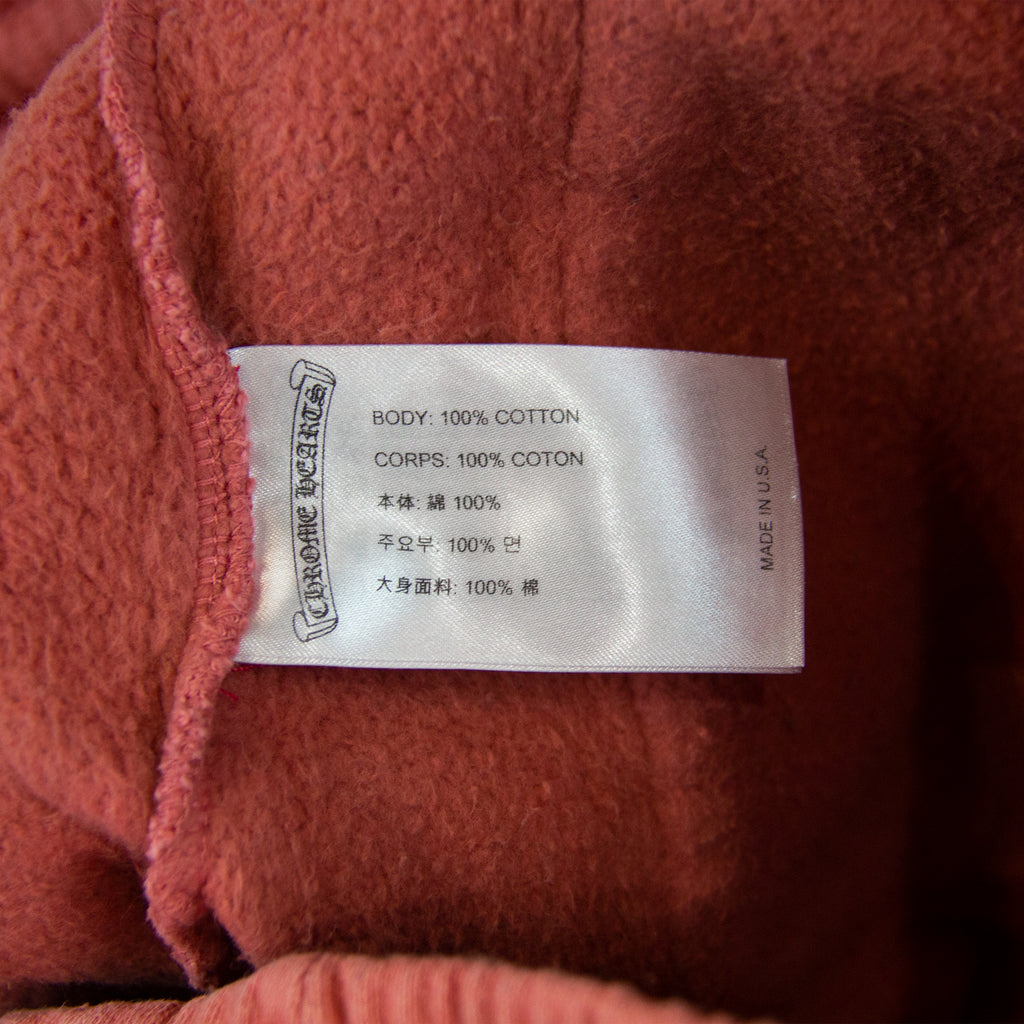 CHROME HEARTS
BODY: 100% COTTON
CORPS: 100% COTON
本体: 綿 100%
주요부: 100% 면
大身面料: 100% 棉
MADE IN U.S.A.